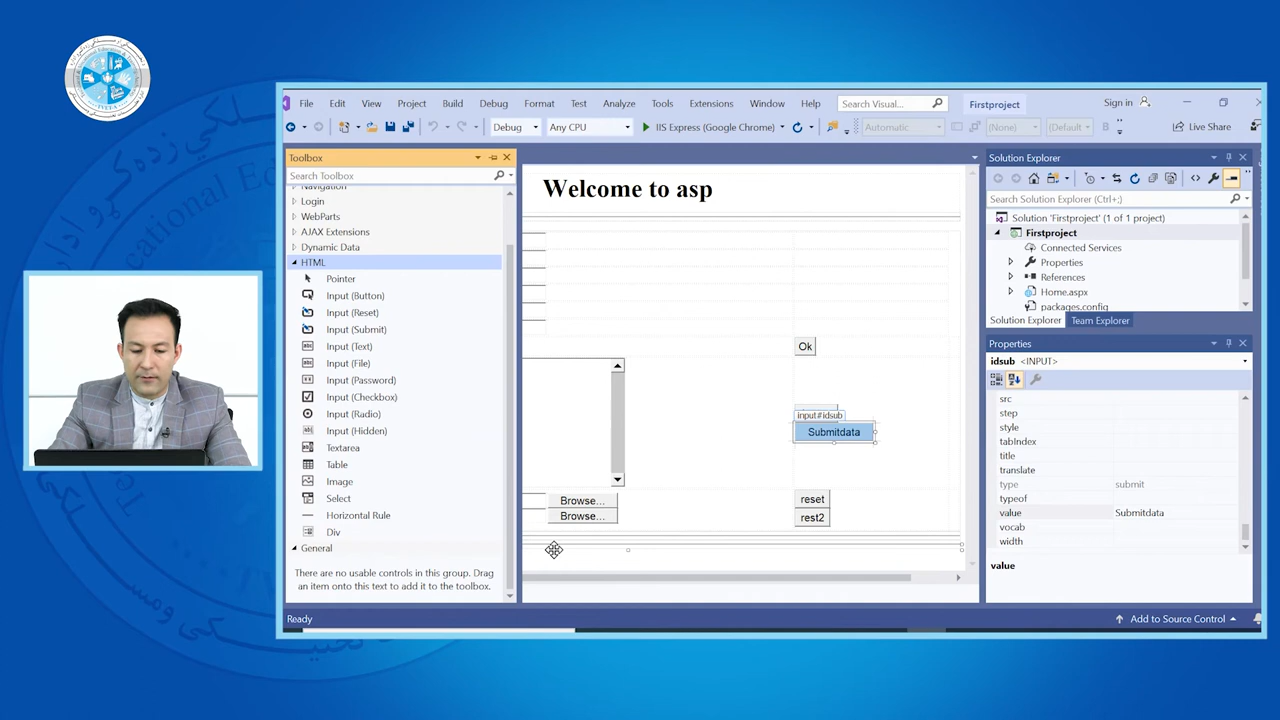 File Edit View Project Build Debug Format Test Analyze Tools Extensions Window Help Search Visual... Firstproject Sign in
Debug Any CPU IIS Express (Google Chrome) Automatic (None) (Default Live Share
Toolbox
Search Toolbox
Navigation
Login
WebParts
AJAX Extensions
Dynamic Data
HTML
Pointer
Input (Button)
Input (Reset)
Input (Submit)
Input (Text)
Input (File)
Input (Password)
Input (Checkbox)
Input (Radio)
Input (Hidden)
Textarea
Table
Image
Select
Horizontal Rule
Div
General
There are no usable controls in this group. Drag
an item onto this text to add it to the toolbox.
Welcome to asp
Ok
input#idsub
Submitdata
Browse... reset
Browse... rest2
Solution Explorer
Search Solution Explorer (Ctrl+;)
Solution 'Firstproject' (1 of 1 project)
Firstproject
Connected Services
Properties
References
Home.aspx
packages.config
Solution Explorer Team Explorer
Properties
idsub <INPUT>
src
step
style
tabIndex
title
translate
type submit
typeof
value Submitdata
vocab
width
value
Ready Add to Source Control